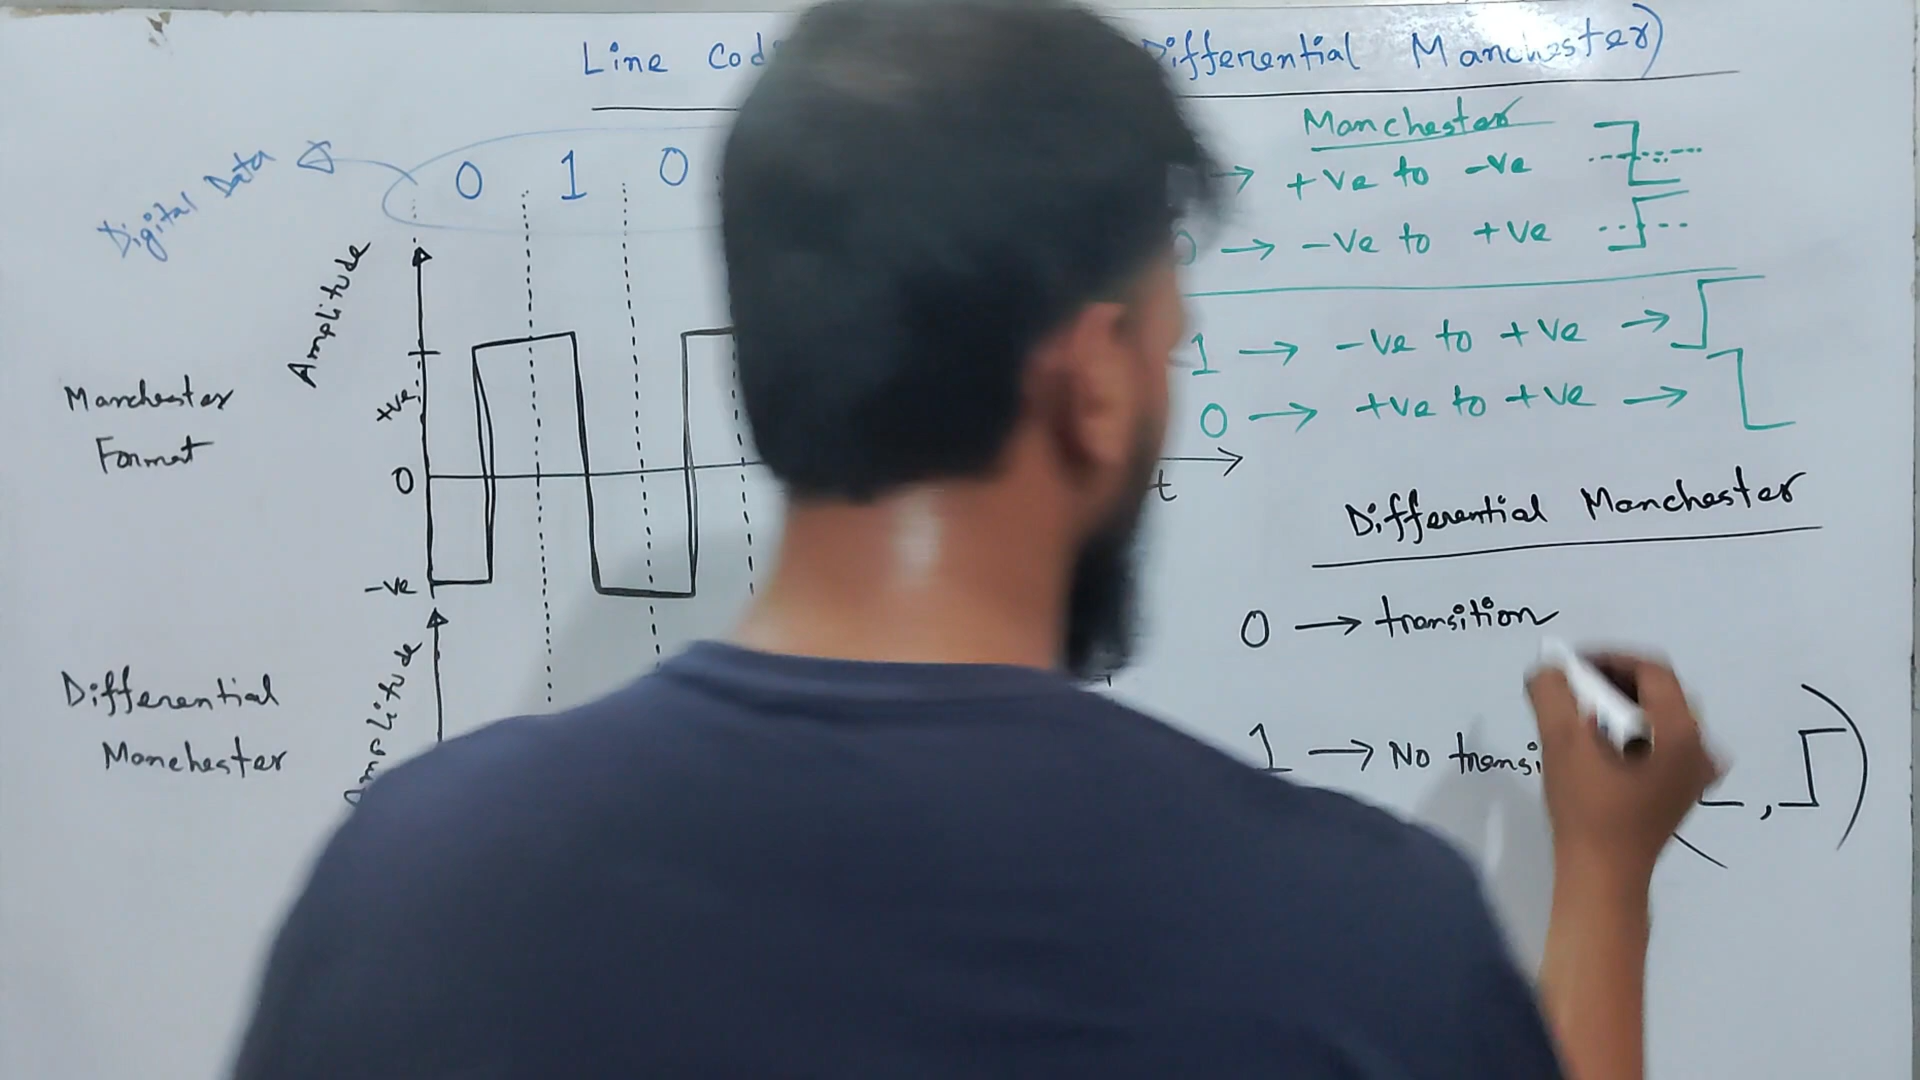 Line Codi Differential Manchester)
Digital Data
0 1 0
Manchester
→ +ve to -ve
0 → -ve to +ve
1 → -ve to +ve →
0 → +ve to +ve →
Amplitude
+ve
0
-ve
t
Manchester
Format
Differential Manchester
0 → transition
1 → No transi
,
)
Differential
Manchester
Amplitude